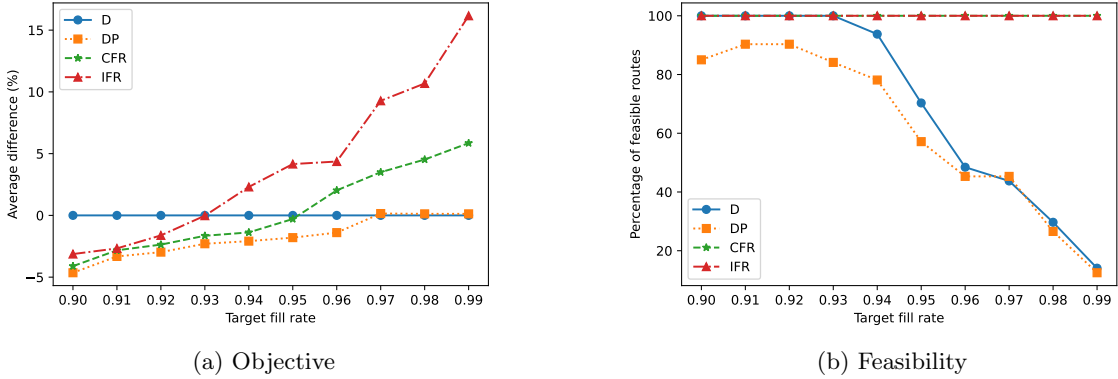 D
DP
CFR
IFR
15
10
5
0
−5
Average difference (%)
0.90 0.91 0.92 0.93 0.94 0.95 0.96 0.97 0.98 0.99
Target fill rate
(a) Objective
100
80
60
40
20
Percentage of feasible routes
D
DP
CFR
IFR
0.90 0.91 0.92 0.93 0.94 0.95 0.96 0.97 0.98 0.99
Target fill rate
(b) Feasibility